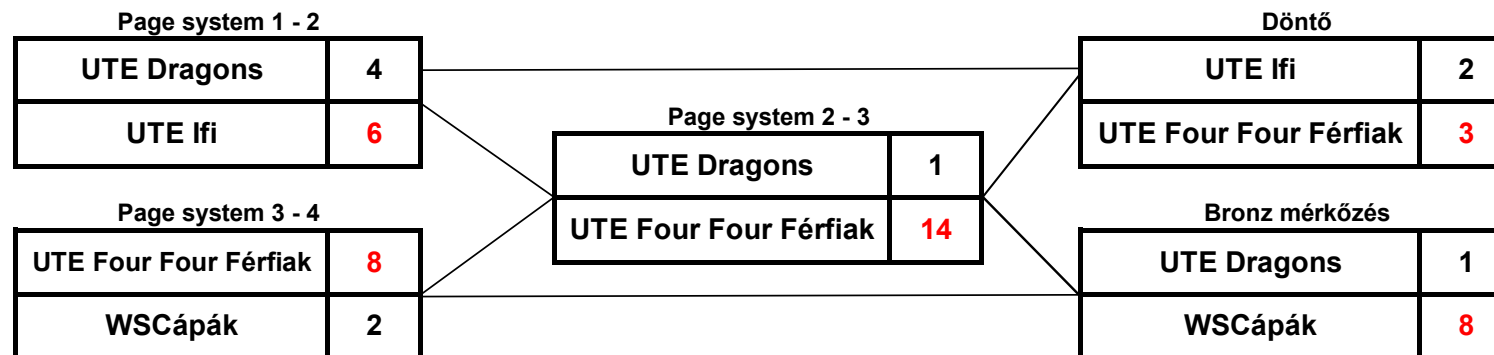 Page system 1 - 2
UTE Dragons 4
UTE Ifi 6
Page system 3 - 4
UTE Four Four Férfiak 8
WSCápák 2
Page system 2 - 3
UTE Dragons 1
UTE Four Four Férfiak 14
Döntő
UTE Ifi 2
UTE Four Four Férfiak 3
Bronz mérkőzés
UTE Dragons 1
WSCápák 8